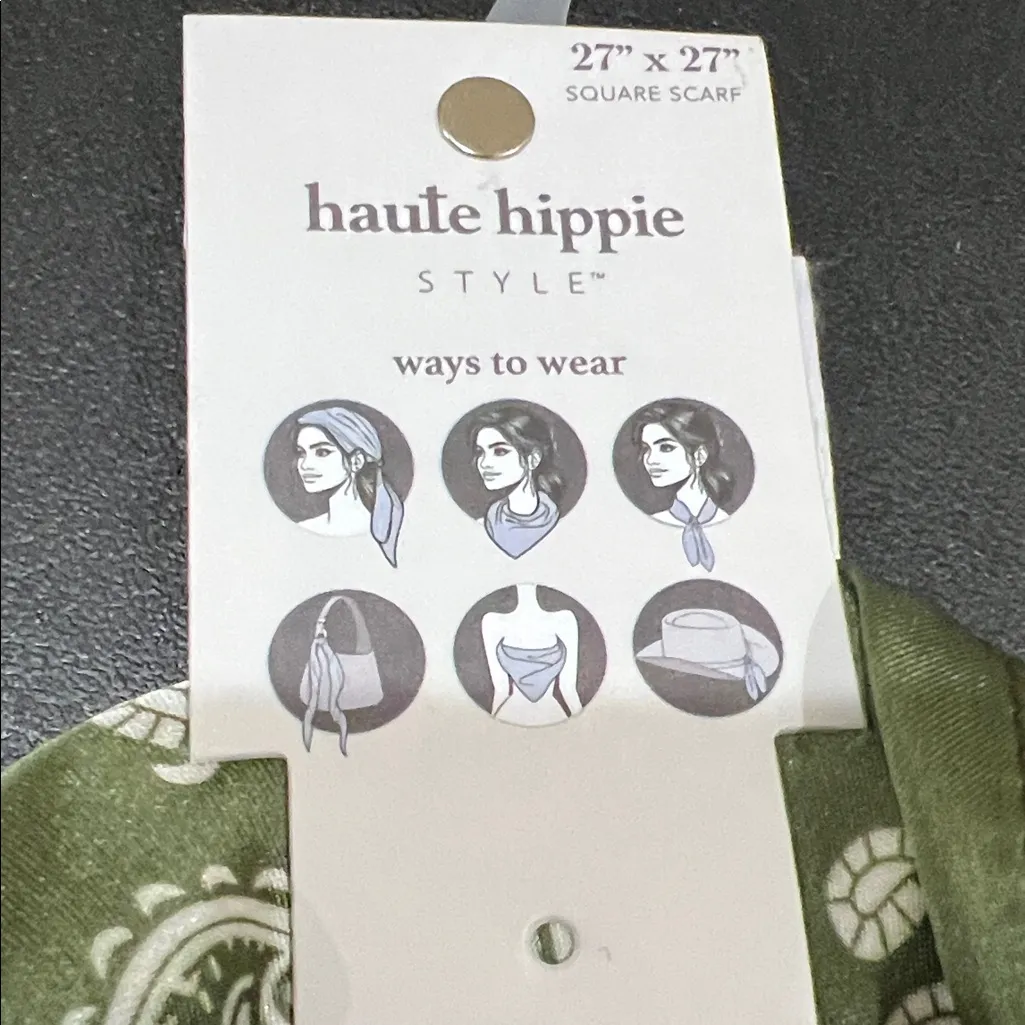 27” x 27”
SQUARE SCARF
haute hippie
STYLE™
ways to wear